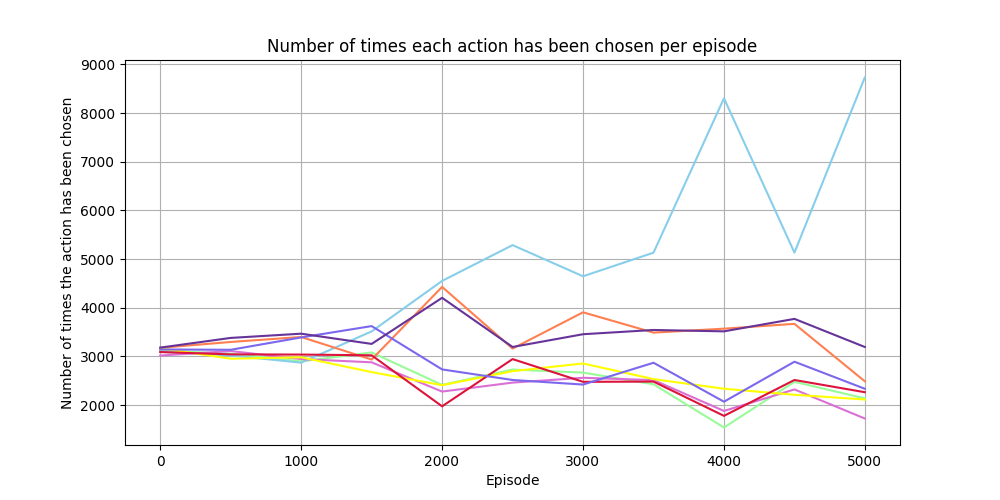 Number of times each action has been chosen per episode
Number of times the action has been chosen
9000
8000
7000
6000
5000
4000
3000
2000
0 1000 2000 3000 4000 5000
Episode